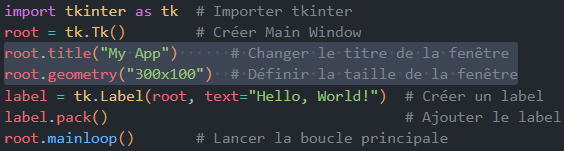 import tkinter as tk  # Importer tkinter
root = tk.Tk()        # Créer Main Window
root.title("My App")      # Changer le titre de la fenêtre
root.geometry("300x100")  # Définir la taille de la fenêtre
label = tk.Label(root, text="Hello, World!")  # Créer un label
label.pack()                                  # Ajouter le label
root.mainloop()       # Lancer la boucle principale